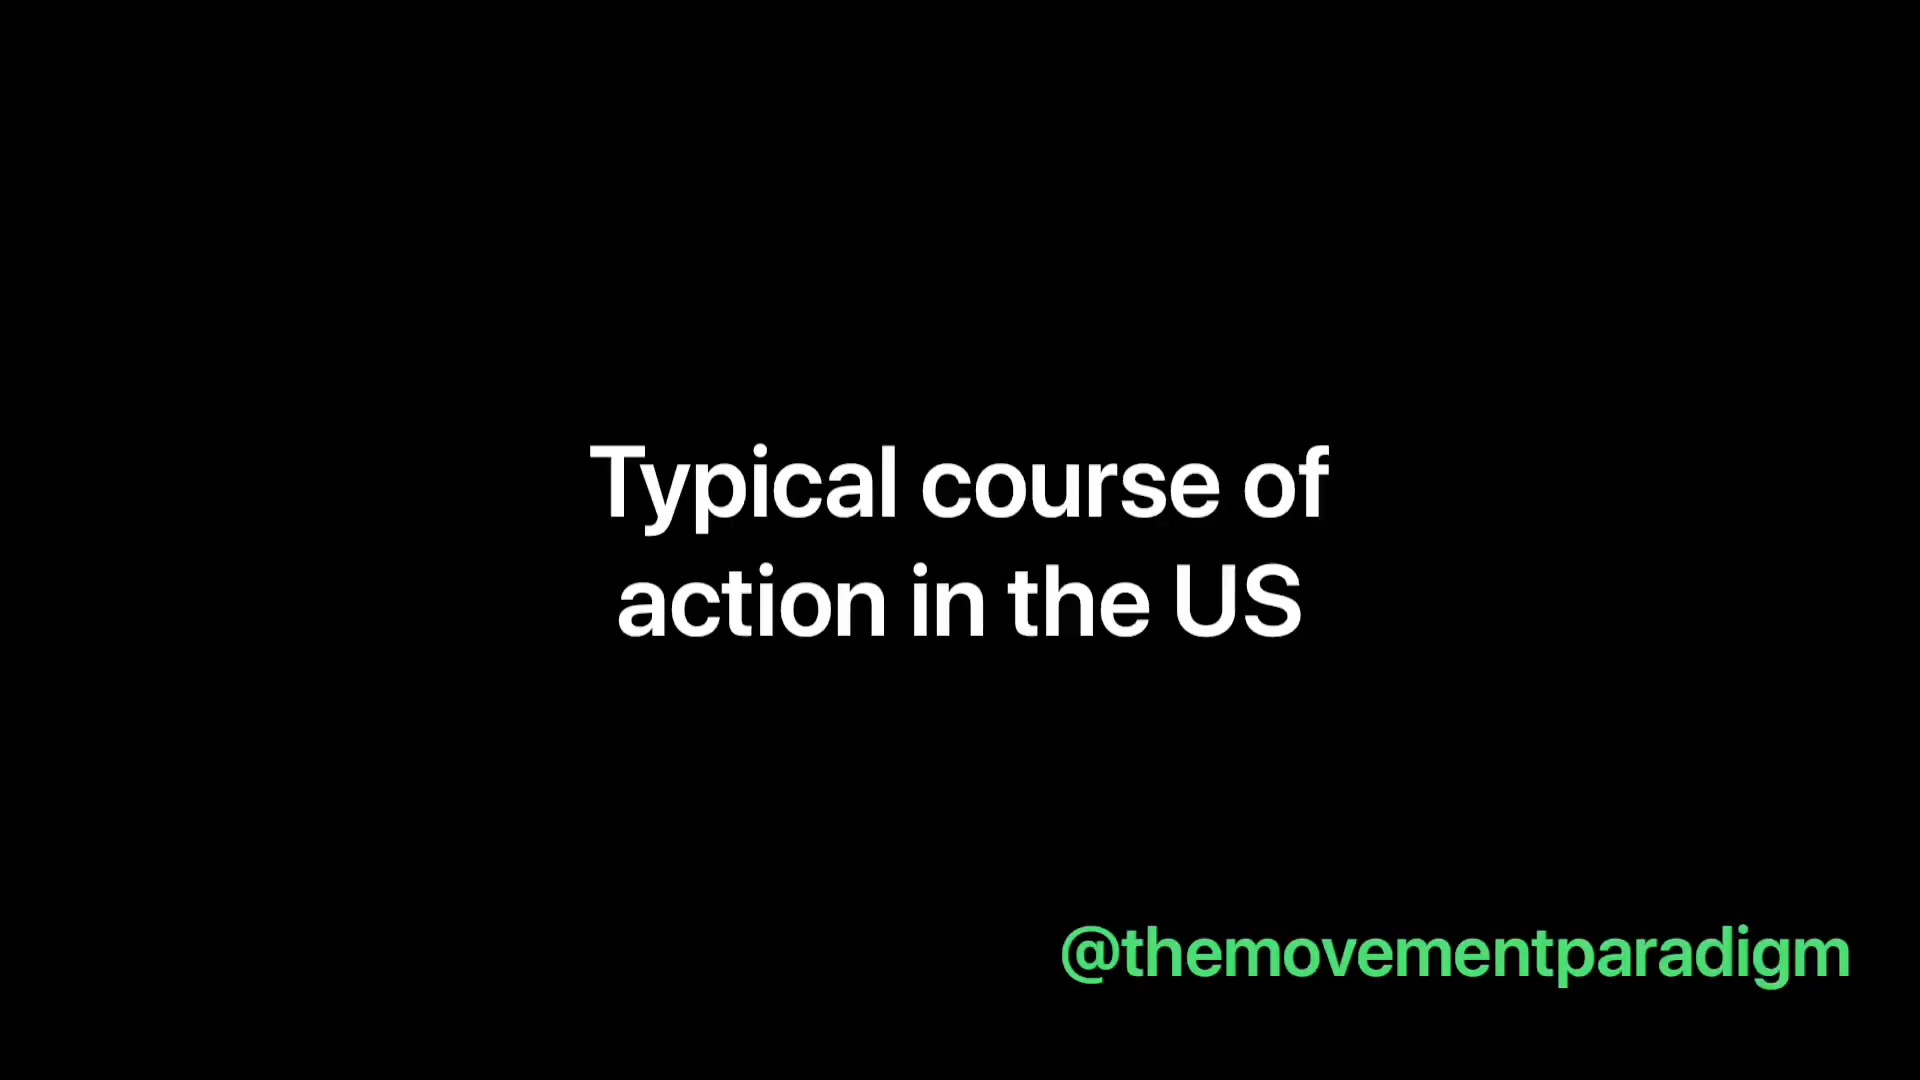 Typical course of
action in the US
@themovementparadigm